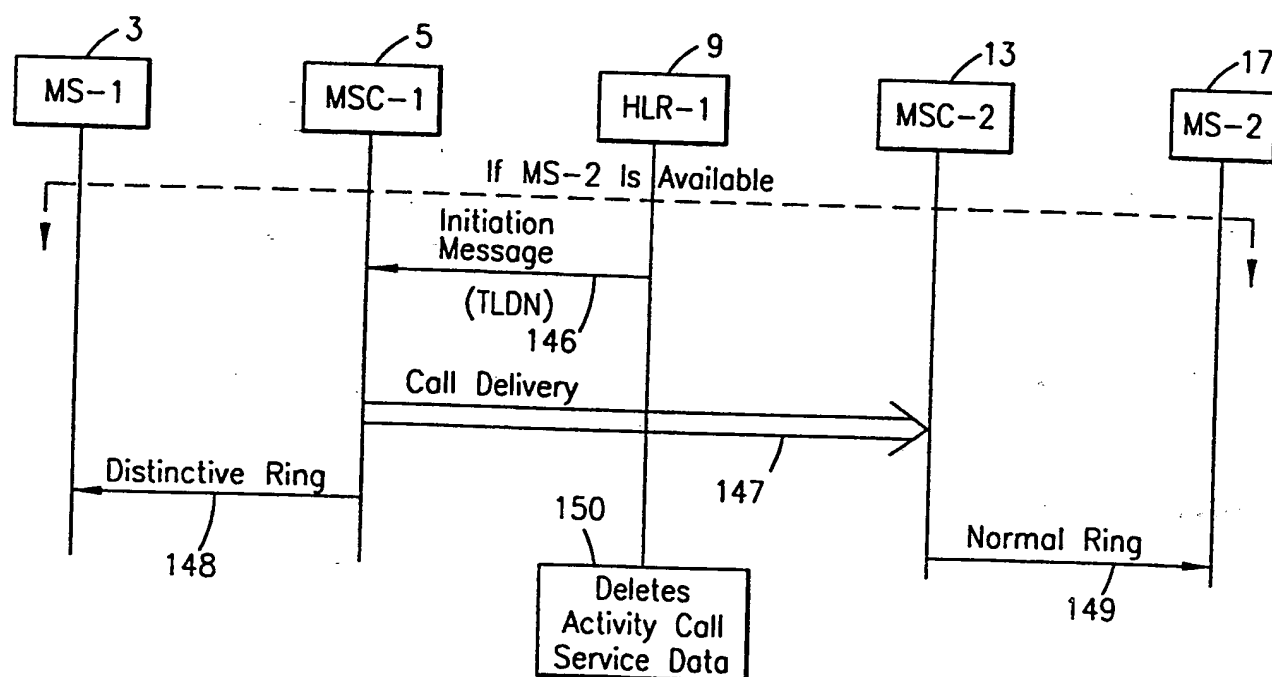 3
5
9
13
17
MS-1
MSC-1
HLR-1
MSC-2
MS-2
If MS-2 Is Available
Initiation
Message
(TLDN)
146
Call Delivery
147
Distinctive Ring
148
150
Normal Ring
149
Deletes
Activity Call
Service Data